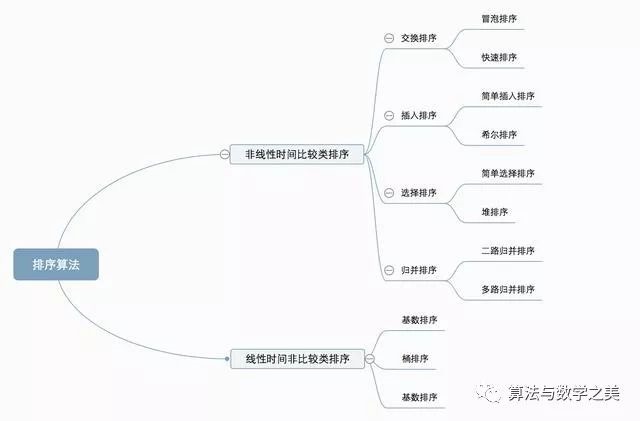 冒泡排序
交换排序
快速排序
简单插入排序
插入排序
希尔排序
非线性时间比较类排序
简单选择排序
选择排序
堆排序
二路归并排序
排序算法
归并排序
多路归并排序
基数排序
线性时间非比较类排序
桶排序
基数排序
算法与数学之美